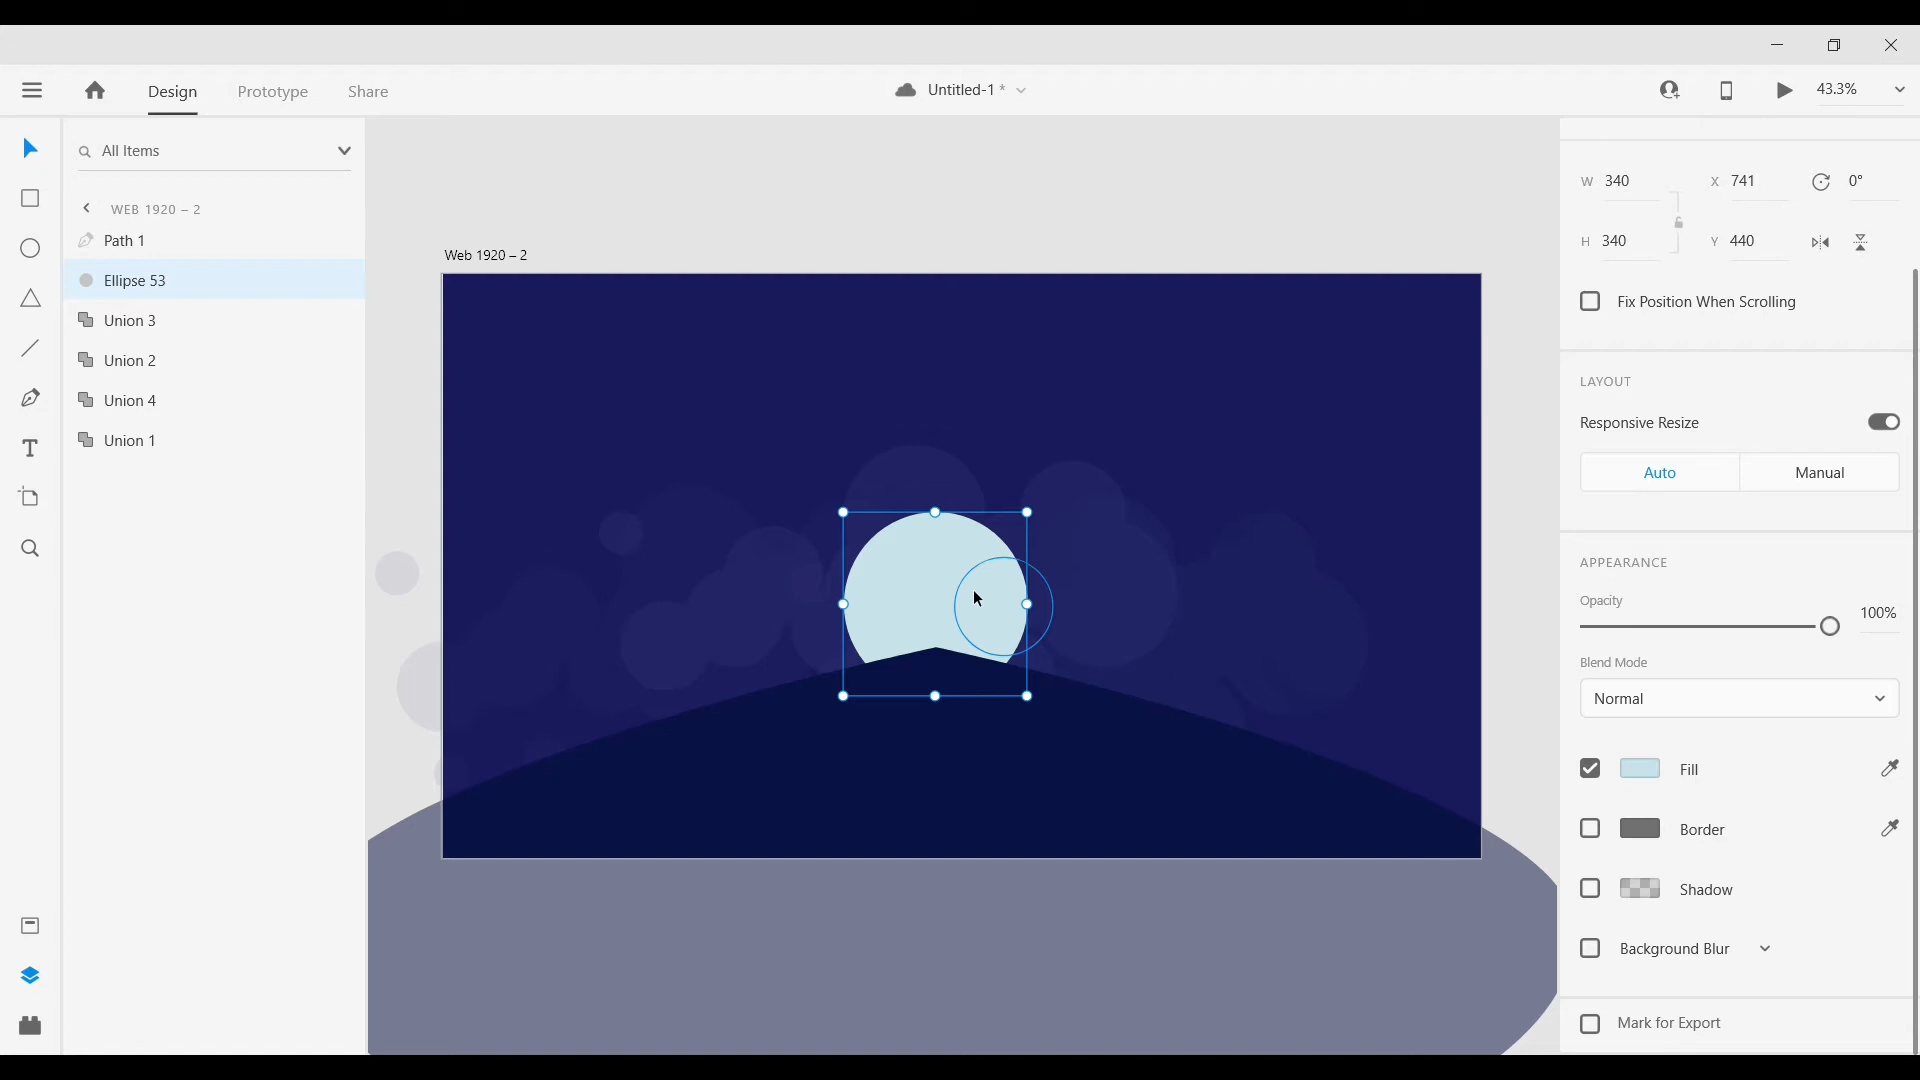 Design
Prototype
Share
Untitled-1 *
43.3%
All Items
WEB 1920 – 2
Path 1
Ellipse 53
Union 3
Union 2
Union 4
Union 1
Web 1920 – 2
W 340
X 741
0°
H 340
Y 440
Fix Position When Scrolling
LAYOUT
Responsive Resize
Auto
Manual
APPEARANCE
Opacity
100%
Blend Mode
Normal
Fill
Border
Shadow
Background Blur
Mark for Export